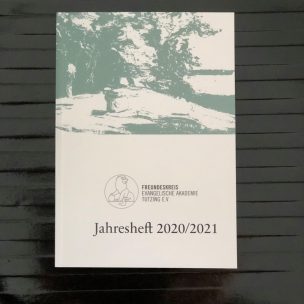 FREUNDESKREIS
EVANGELISCHE AKADEMIE
TUTZING E.V.
Jahresheft 2020/2021